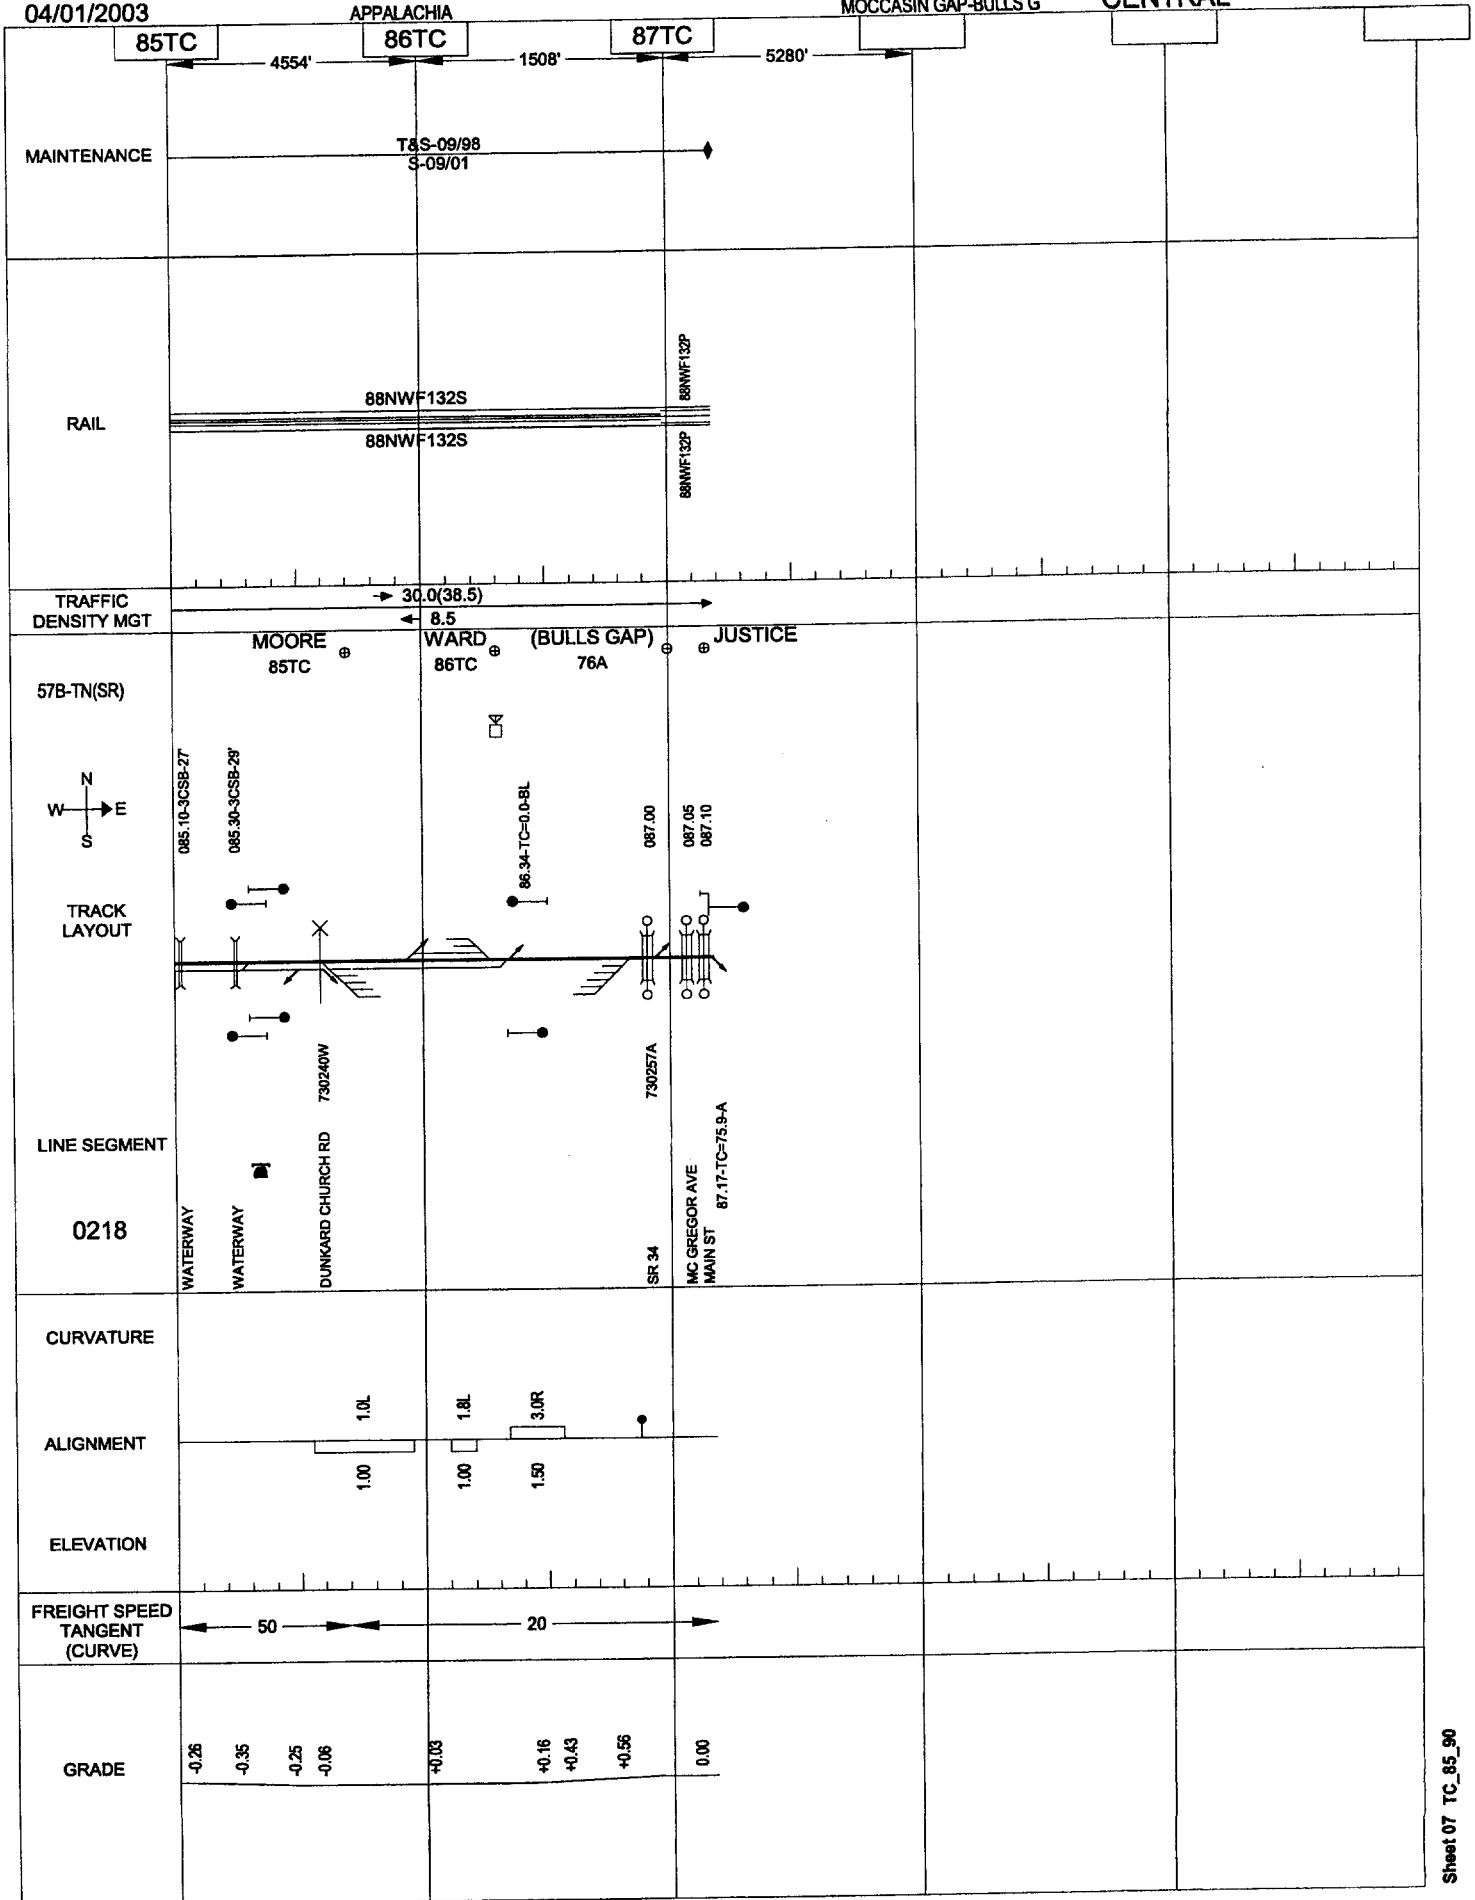 04/01/2003
APPALACHIA
MOCCASIN GAP-BULLS G
CENTRAL
85TC
86TC
87TC
4554'
1508'
5280'
MAINTENANCE
T&S-09/98
S-09/01
RAIL
88NWF132S
88NWF132S
88NWF132P
88NWF132P
TRAFFIC
DENSITY MGT
30.0(38.5)
8.5
MOORE
85TC
WARD
86TC
(BULLS GAP)
76A
JUSTICE
57B-TN(SR)
N
W
E
S
085.10-3CSB-27'
085.30-3CSB-29'
86.34-TC=0.0-BL
087.00
087.05
087.10
TRACK
LAYOUT
LINE SEGMENT
0218
WATERWAY
WATERWAY
DUNKARD CHURCH RD
730240W
SR 34
730257A
MC GREGOR AVE
MAIN ST
87.17-TC=75.9-A
CURVATURE
1.0L
1.8L
3.0R
ALIGNMENT
1.00
1.00
1.50
ELEVATION
FREIGHT SPEED
TANGENT
(CURVE)
50
20
GRADE
-0.26
-0.35
-0.25
-0.06
+0.03
+0.16
+0.43
+0.56
0.00
Sheet 07 TC_85_90